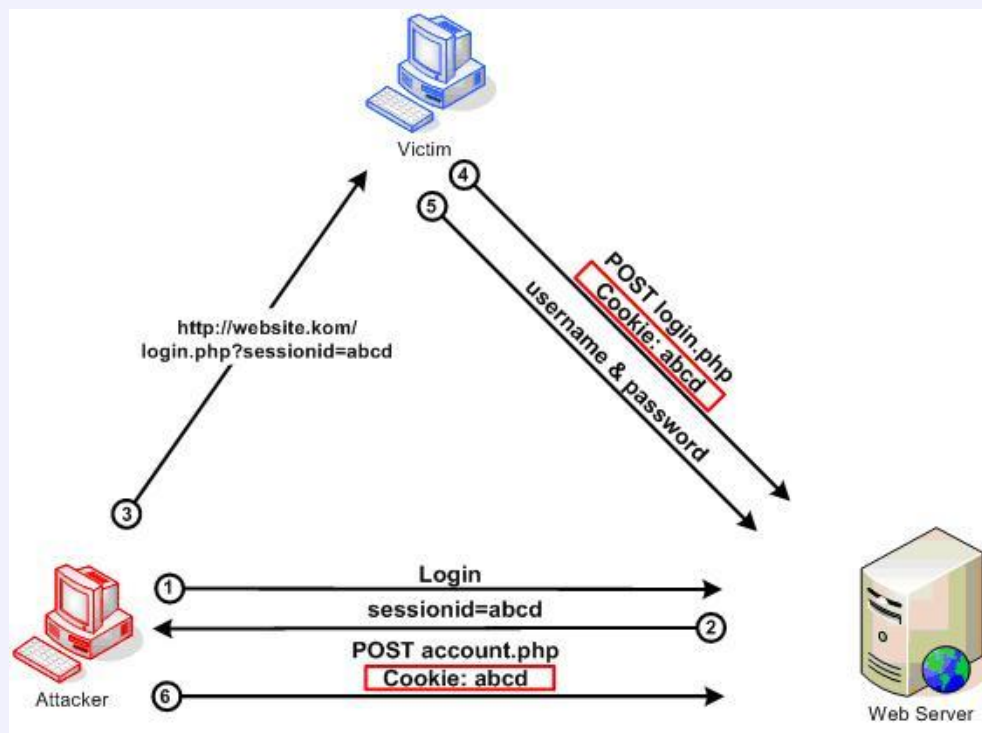 Victim
4
5
POST login.php
Cookie: abcd
username & password
http://website.kom/
login.php?sessionid=abcd
3
1
Login
sessionid=abcd
2
POST account.php
Cookie: abcd
6
Attacker
Web Server